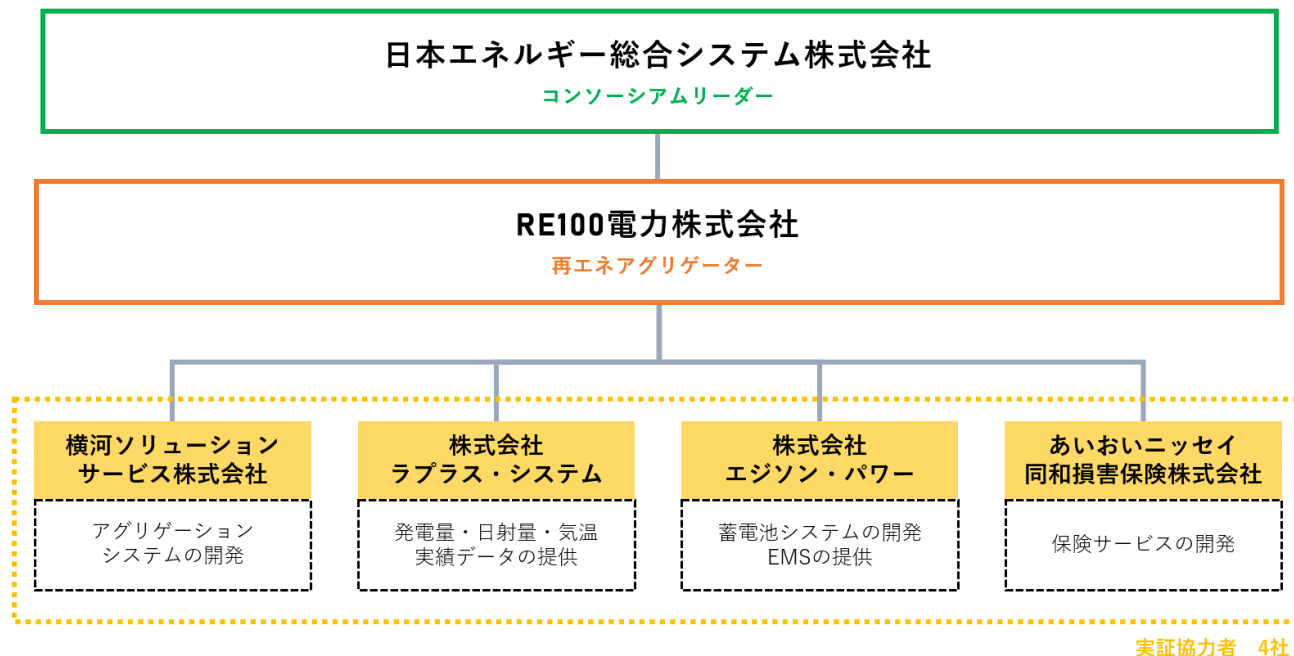 日本エネルギー総合システム株式会社
コンソーシアムリーダー
RE100電力株式会社
再エネアグリゲーター
横河ソリューション
サービス株式会社
アグリゲーション
システムの開発
株式会社
ラプラス・システム
発電量・日射量・気温
実績データの提供
株式会社
エジソン・パワー
蓄電池システムの開発
EMSの提供
あいおいニッセイ
同和損害保険株式会社
保険サービスの開発
実証協力者　4社